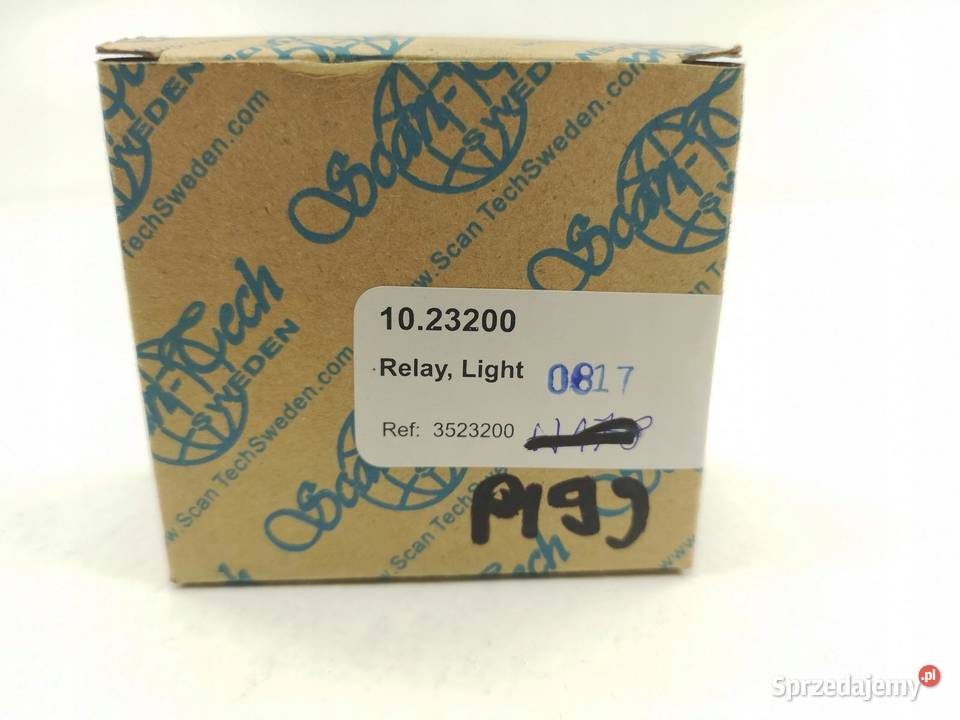 Scan-Tech
SWEDEN
www.ScanTechSweden.com
10.23200
Relay, Light
0817
Ref: 3523200
P199
Sprzedajemy.pl